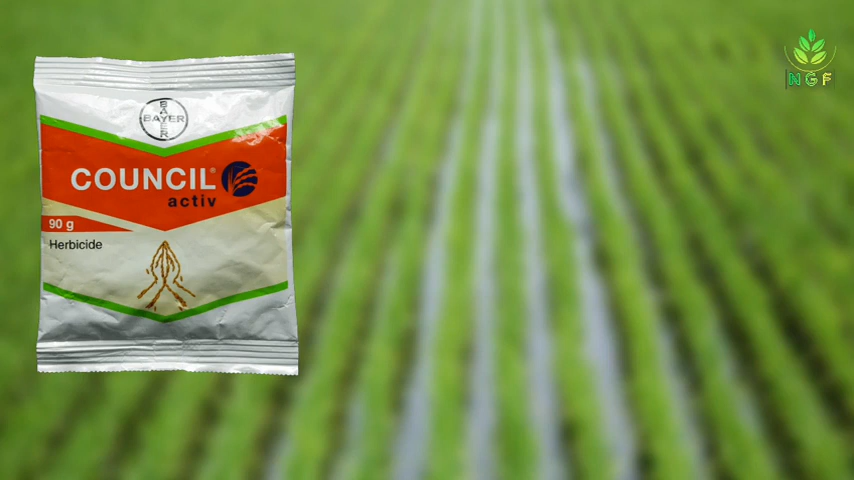 BAYER
BAYER
COUNCIL®
activ
90 g
Herbicide
NGF